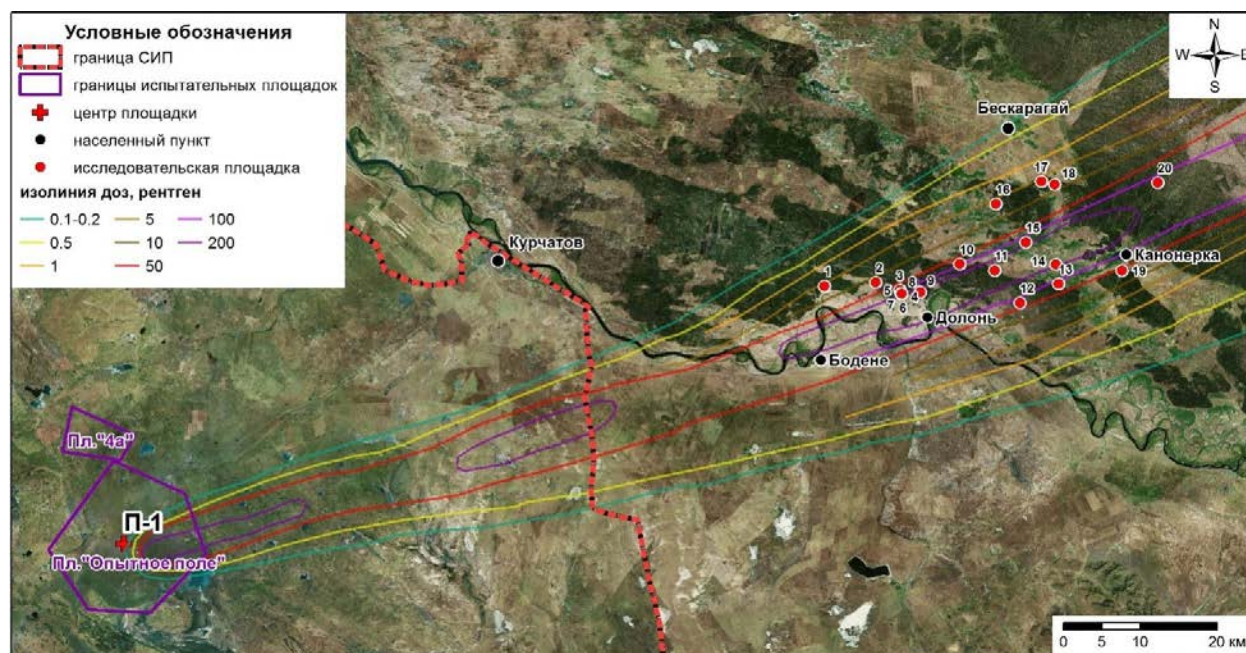 Условные обозначения
граница СИП
границы испытательных площадок
центр площадки
населенный пункт
исследовательская площадка
изолиния доз, рентген
0.1-0.2 5 100
0.5 10 200
1 50
N
W E
S
Бескарагай
17 18 20
16
Курчатов
15
10
11
14
Канонерка
1 2 3 8 9
5 4
7 6
13
19
12
Долонь
Бодене
Пл."4а"
П-1
Пл."Опытное поле"
0 5 10 20 км